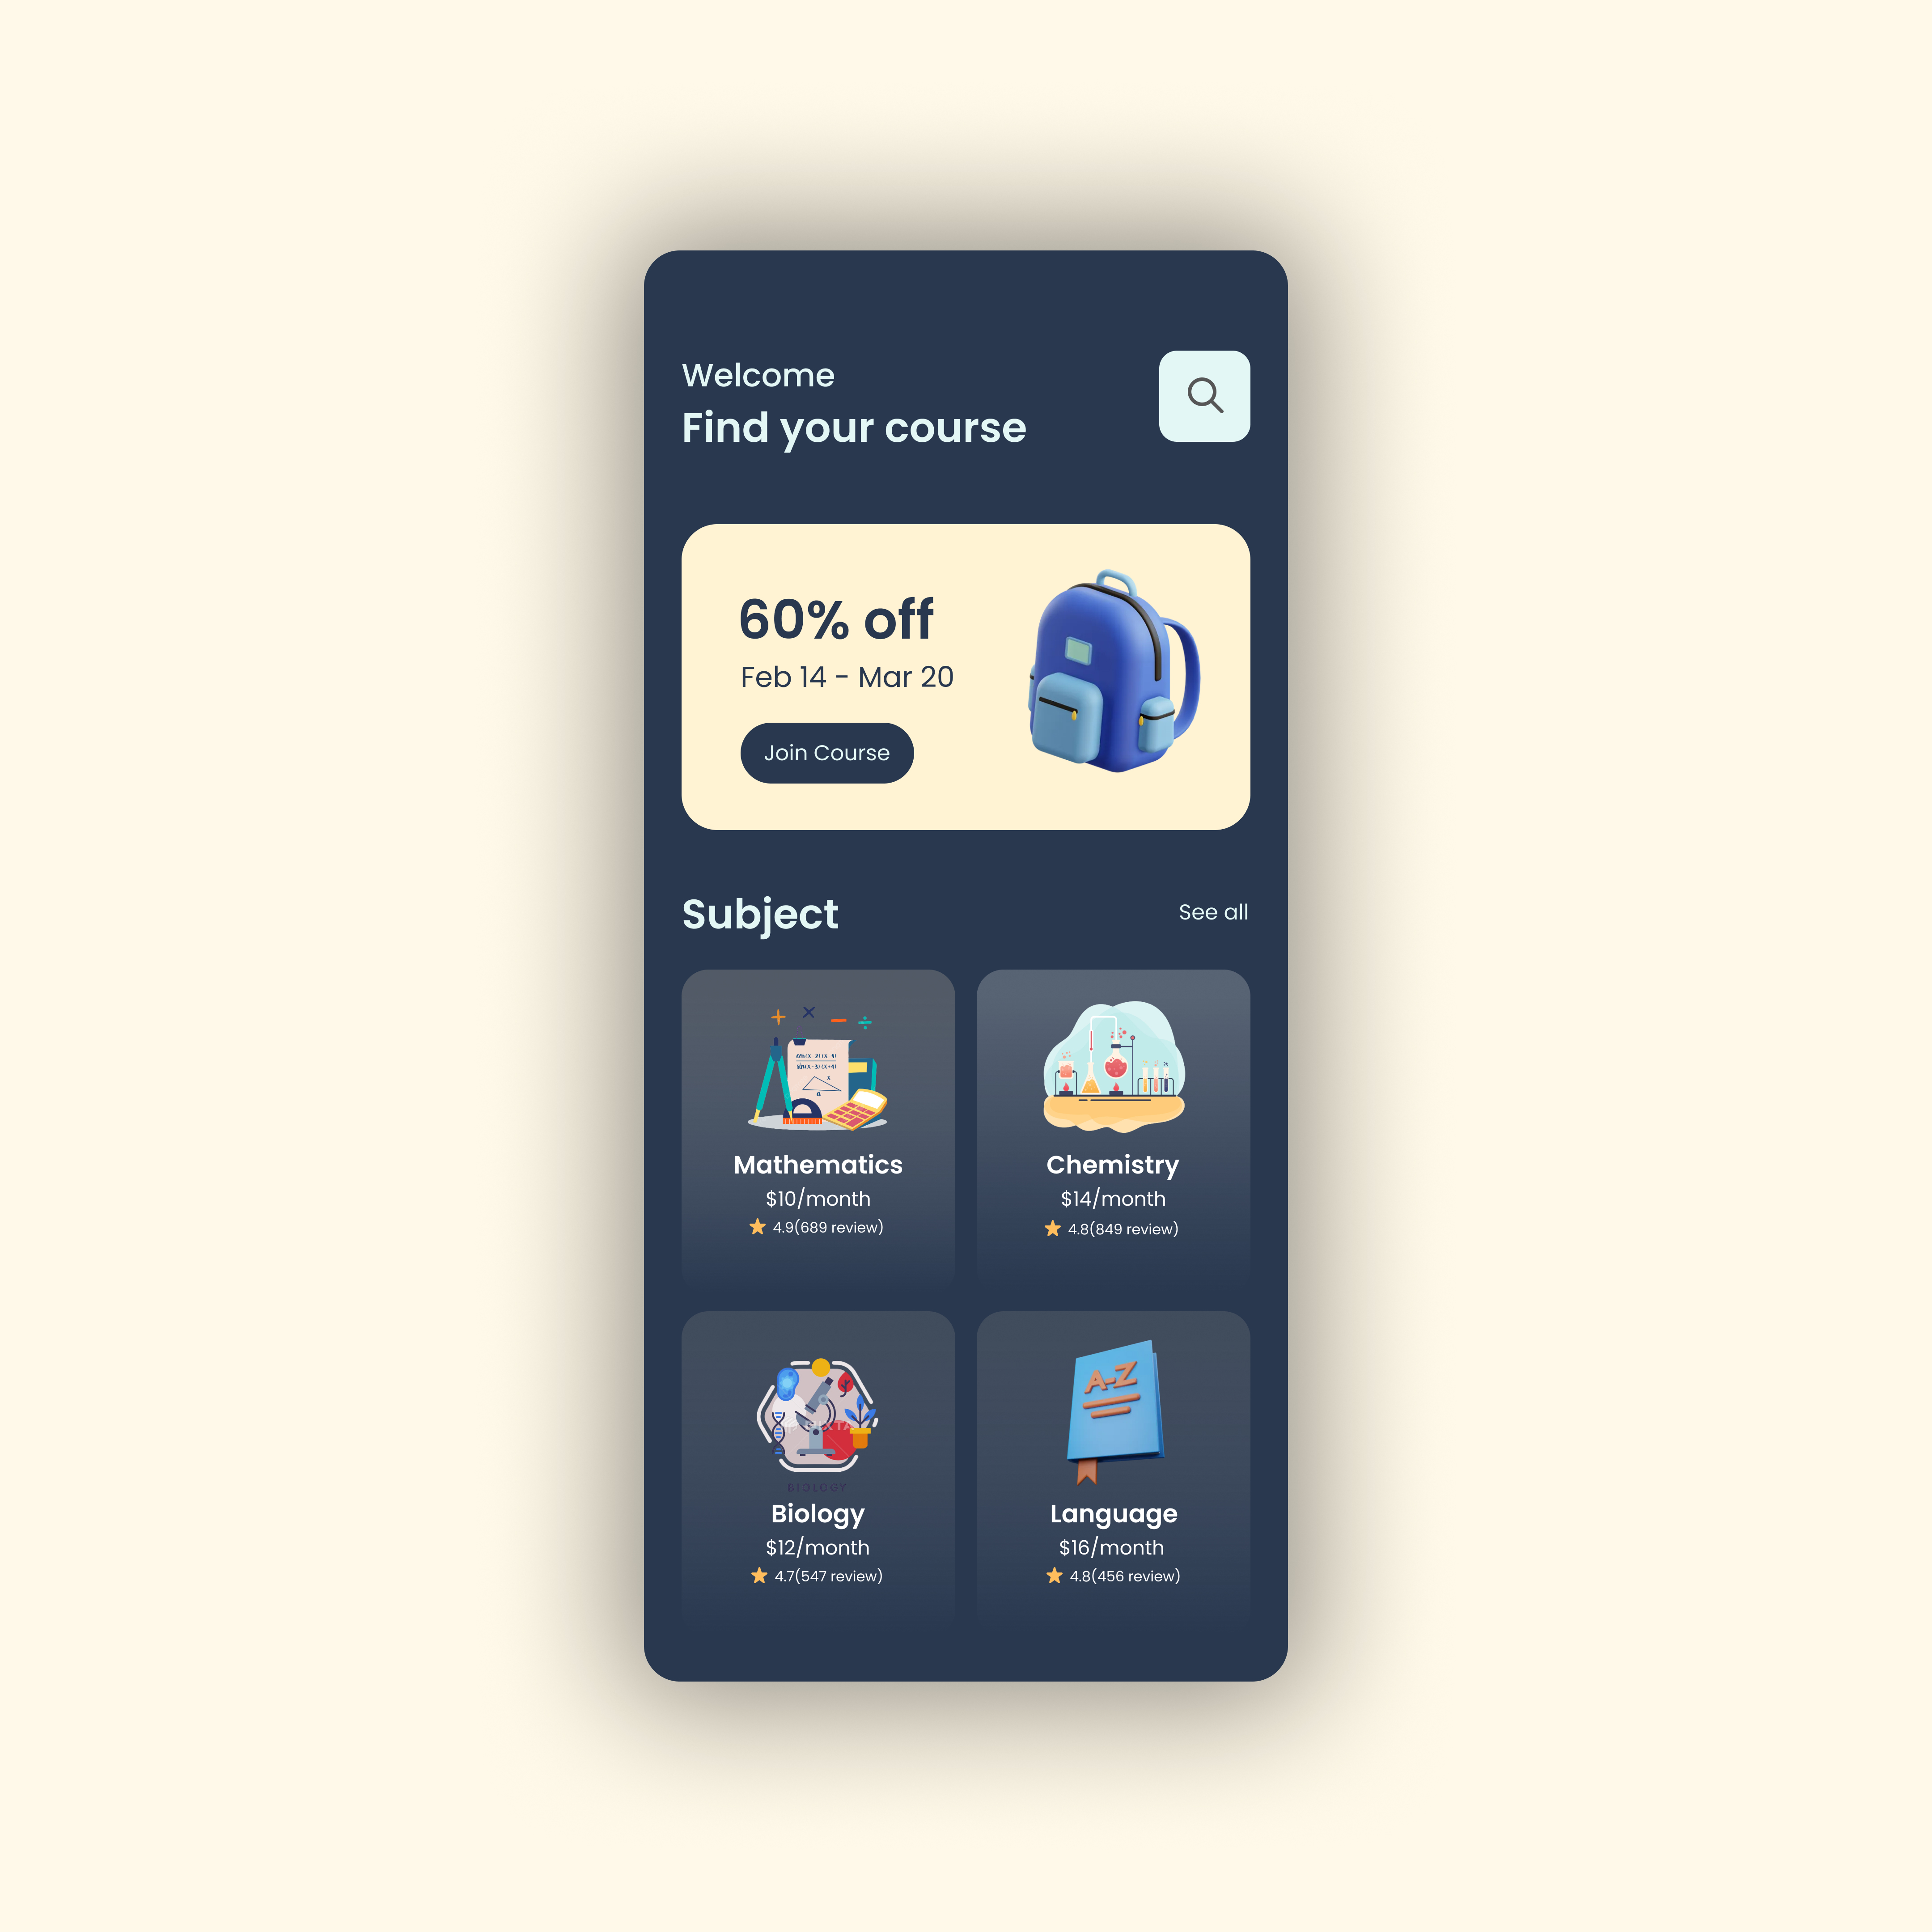 Welcome
Find your course
60% off
Feb 14 - Mar 20
Join Course
Subject
See all
Mathematics
$10/month
4.9(689 review)
Chemistry
$14/month
4.8(849 review)
BIOLOGY
Biology
$12/month
4.7(547 review)
A-Z
Language
$16/month
4.8(456 review)